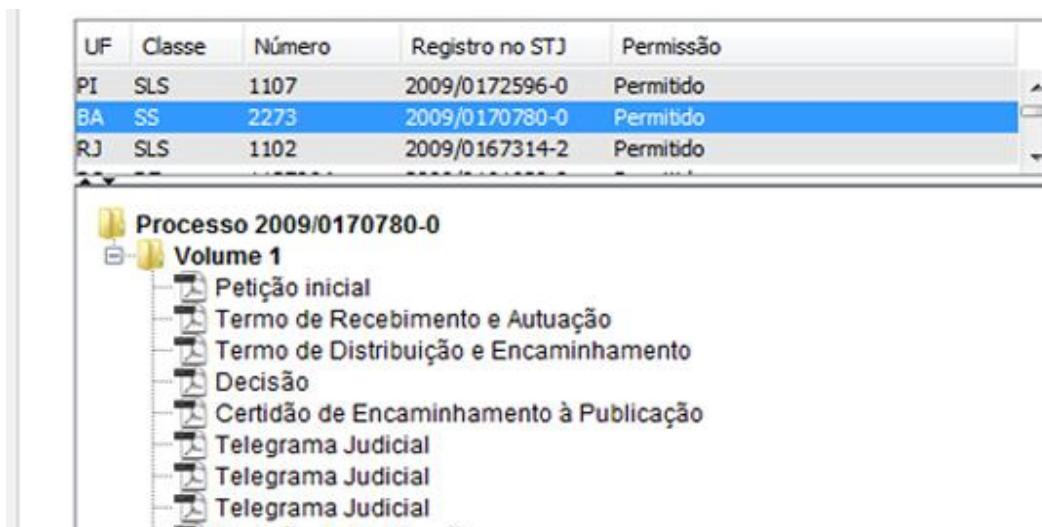 UF Classe Número Registro no STJ Permissão
PI SLS 1107 2009/0172596-0 Permitido
BA SS 2273 2009/0170780-0 Permitido
RJ SLS 1102 2009/0167314-2 Permitido
Processo 2009/0170780-0
Volume 1
Petição inicial
Termo de Recebimento e Autuação
Termo de Distribuição e Encaminhamento
Decisão
Certidão de Encaminhamento à Publicação
Telegrama Judicial
Telegrama Judicial
Telegrama Judicial